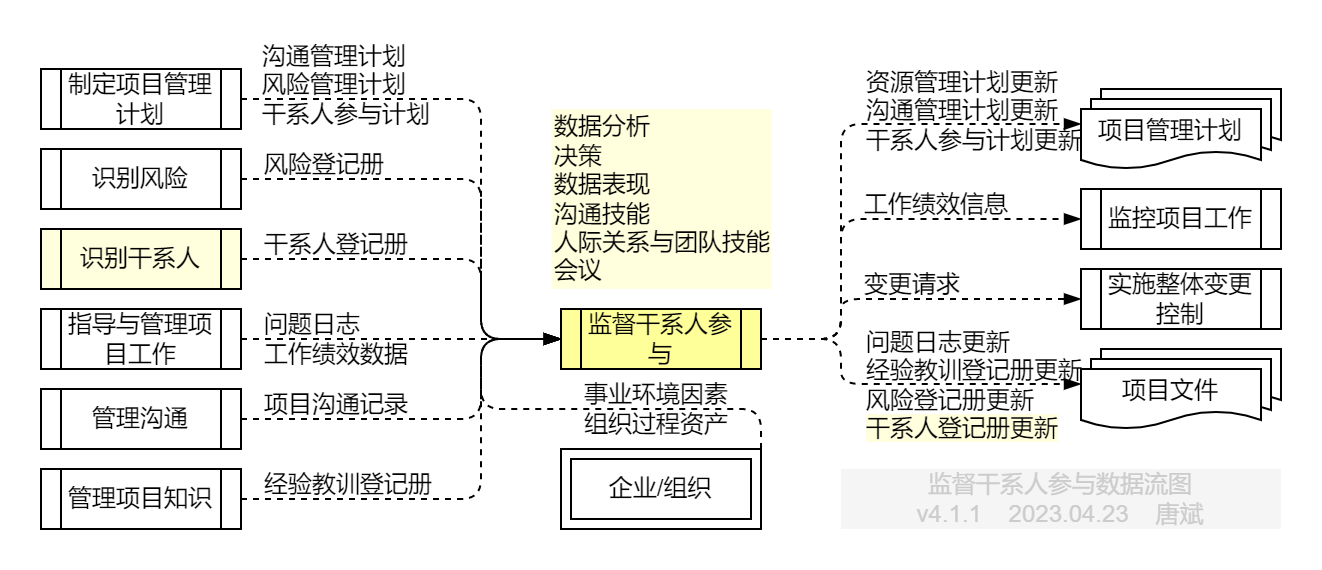 沟通管理计划
风险管理计划
干系人参与计划
制定项目管理
计划
风险登记册
识别风险
干系人登记册
识别干系人
问题日志
工作绩效数据
指导与管理项
目工作
项目沟通记录
管理沟通
经验教训登记册
管理项目知识
数据分析
决策
数据表现
沟通技能
人际关系与团队技能
会议
监督干系人参
与
事业环境因素
组织过程资产
企业/组织
资源管理计划更新
沟通管理计划更新
干系人参与计划更新
项目管理计划
工作绩效信息
监控项目工作
变更请求
实施整体变更
控制
问题日志更新
经验教训登记册更新
风险登记册更新
干系人登记册更新
项目文件
监督干系人参与数据流图
v4.1.1 2023.04.23 唐斌